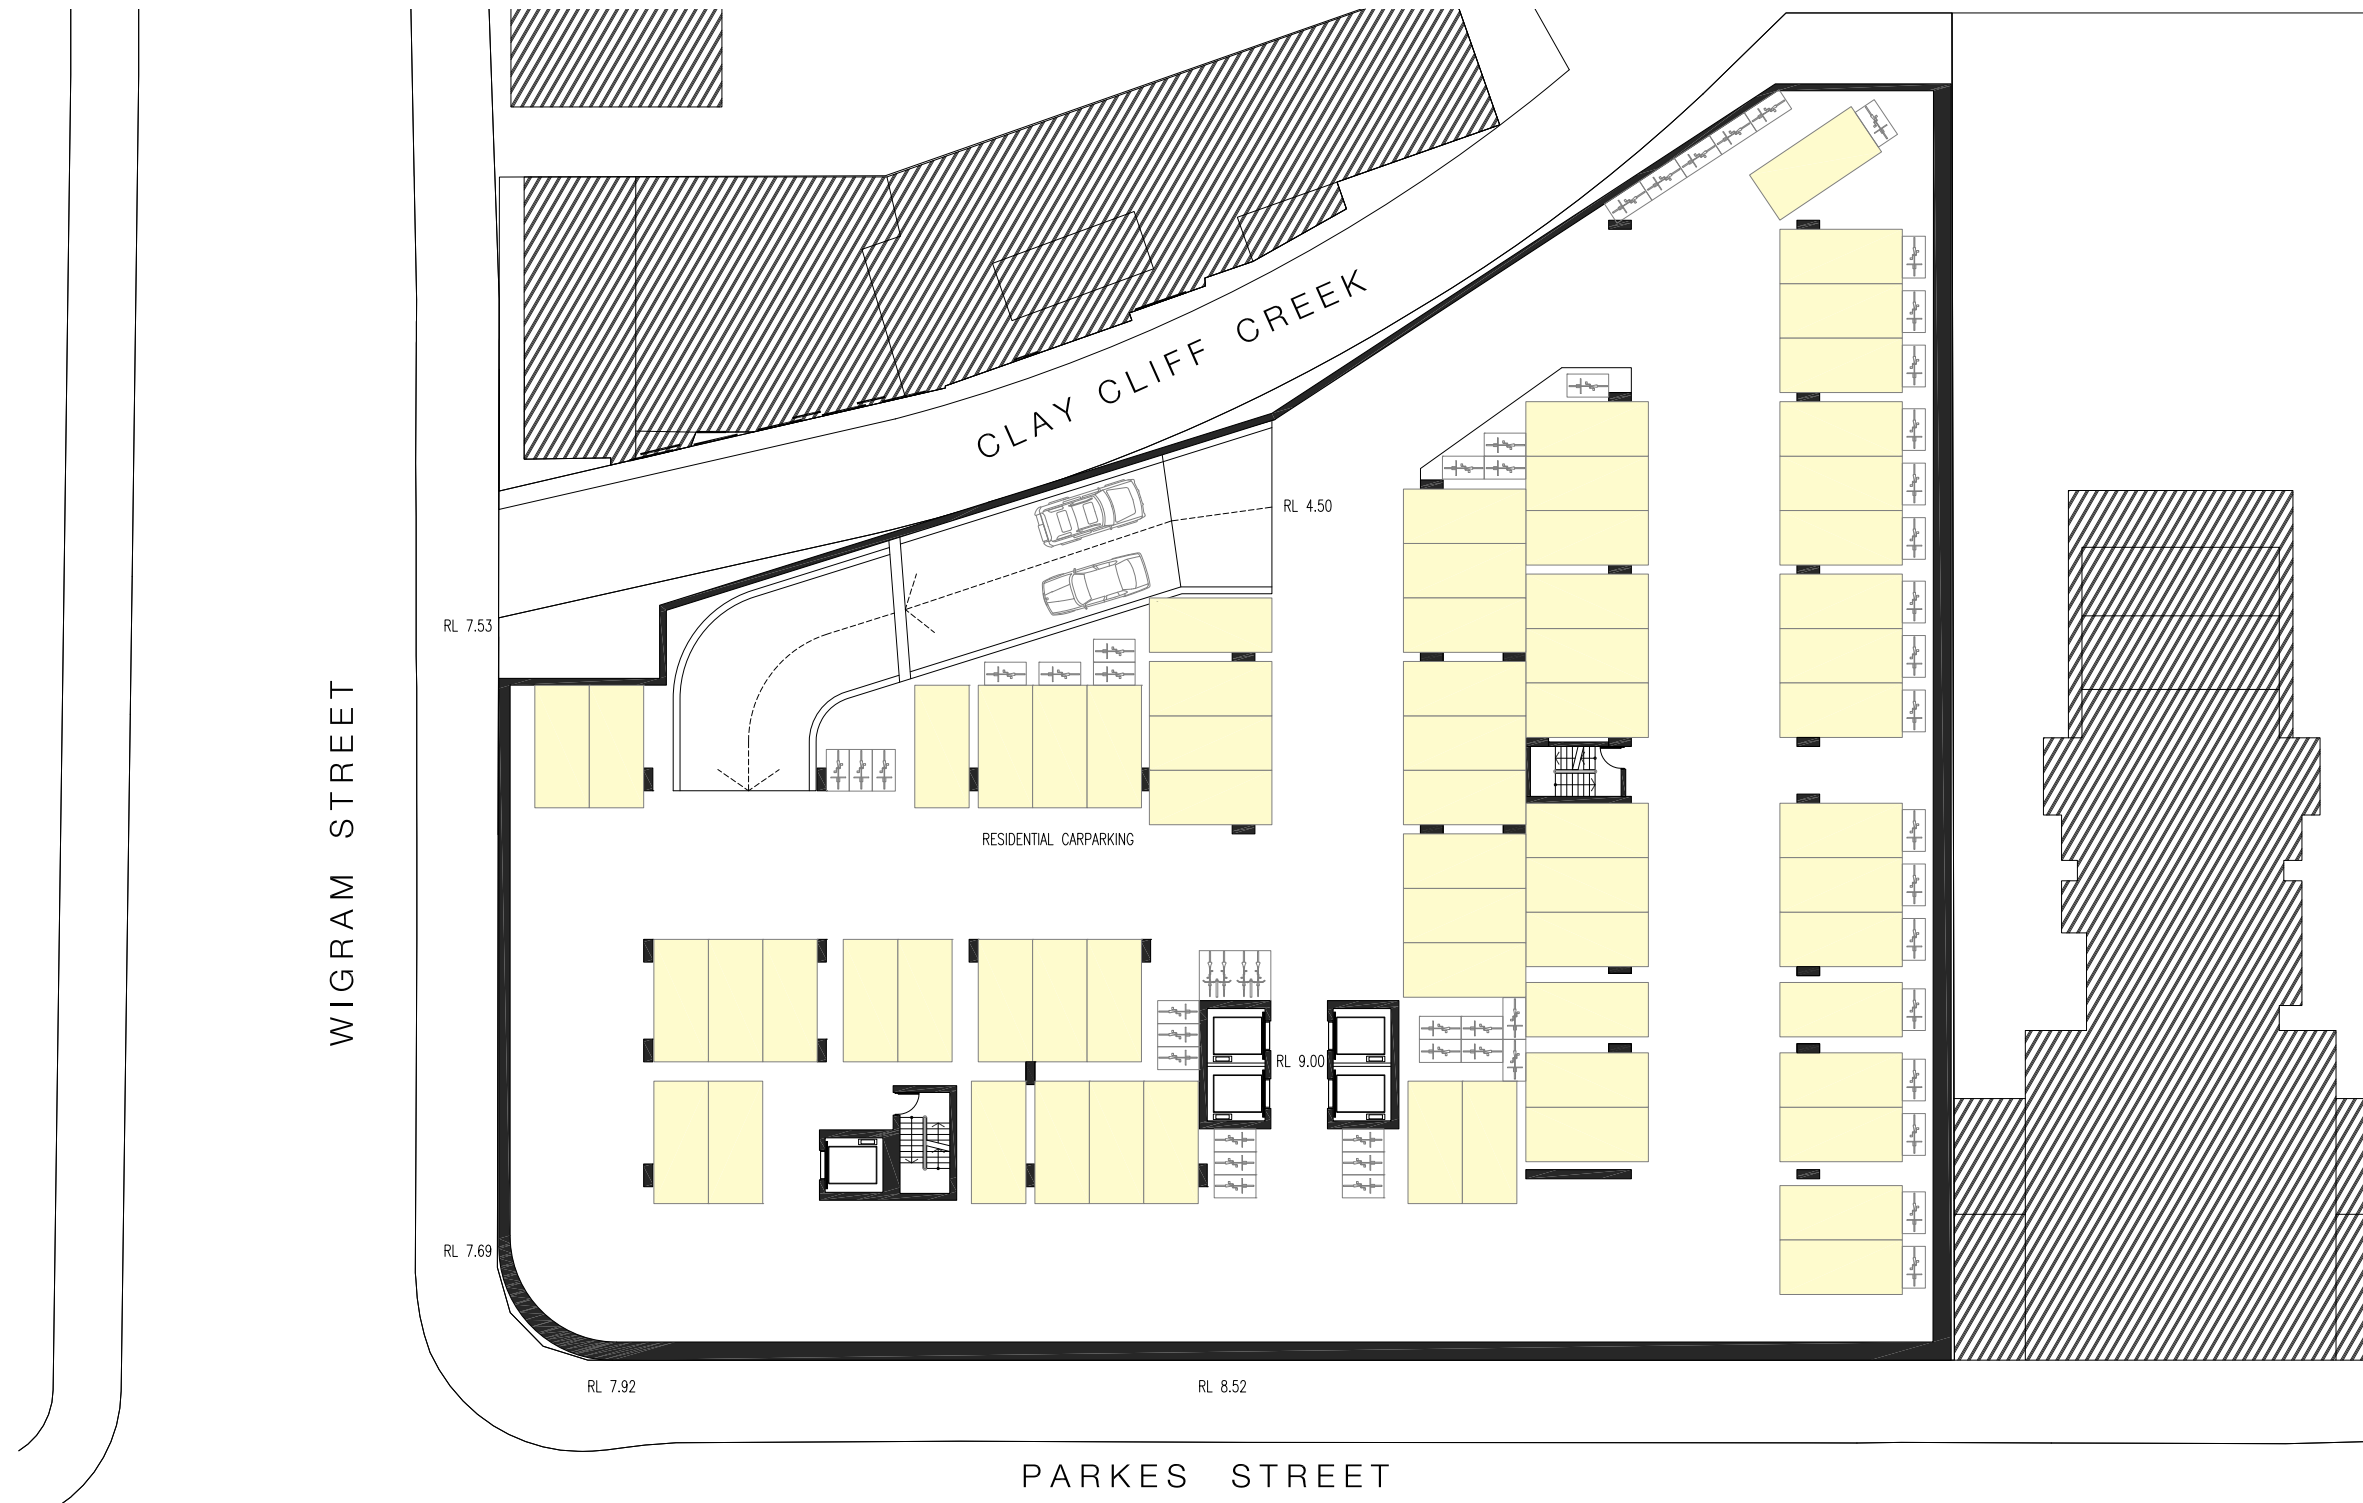 CLAY CLIFF CREEK
RL 4.50
RL 7.53
WIGRAM STREET
RESIDENTIAL CARPARKING
RL 9.00
RL 7.69
RL 7.92
RL 8.52
PARKES STREET